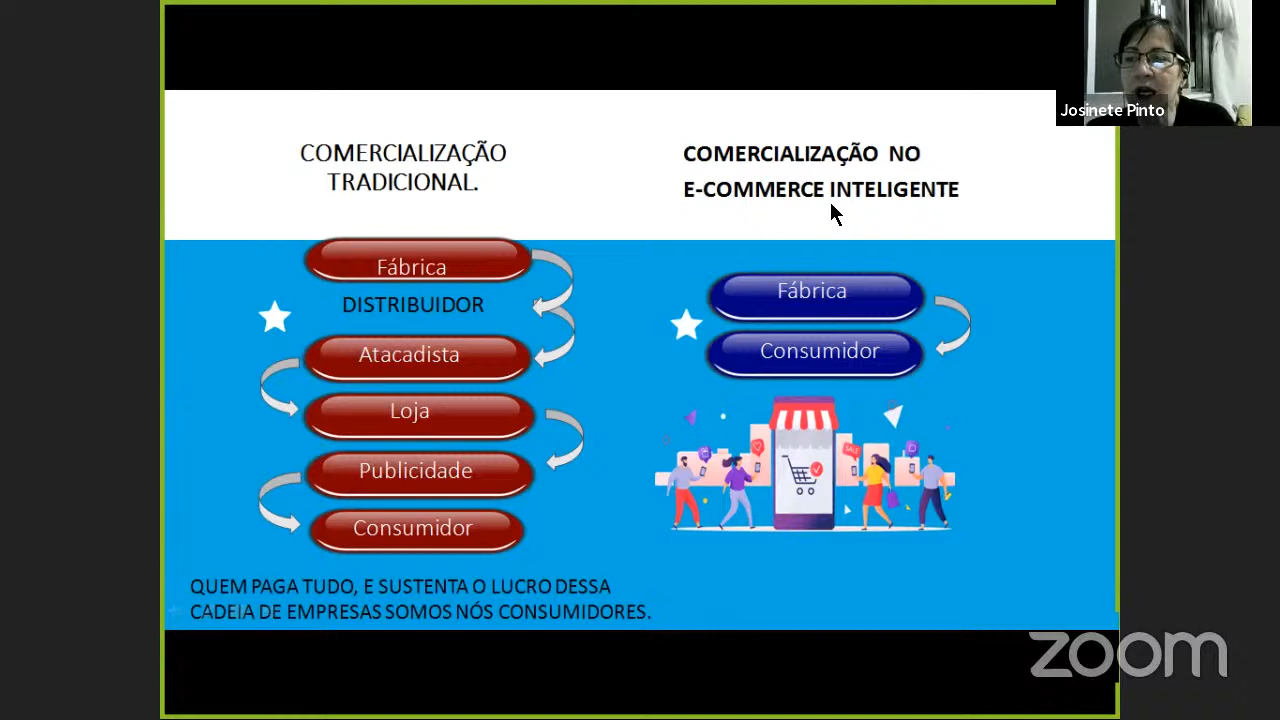 Josinete Pinto
COMERCIALIZAÇÃO
TRADICIONAL.
COMERCIALIZAÇÃO NO
E-COMMERCE INTELIGENTE
Fábrica
DISTRIBUIDOR
Atacadista
Loja
Publicidade
Consumidor
Fábrica
Consumidor
SALE
QUEM PAGA TUDO, E SUSTENTA O LUCRO DESSA
CADEIA DE EMPRESAS SOMOS NÓS CONSUMIDORES.
zoom